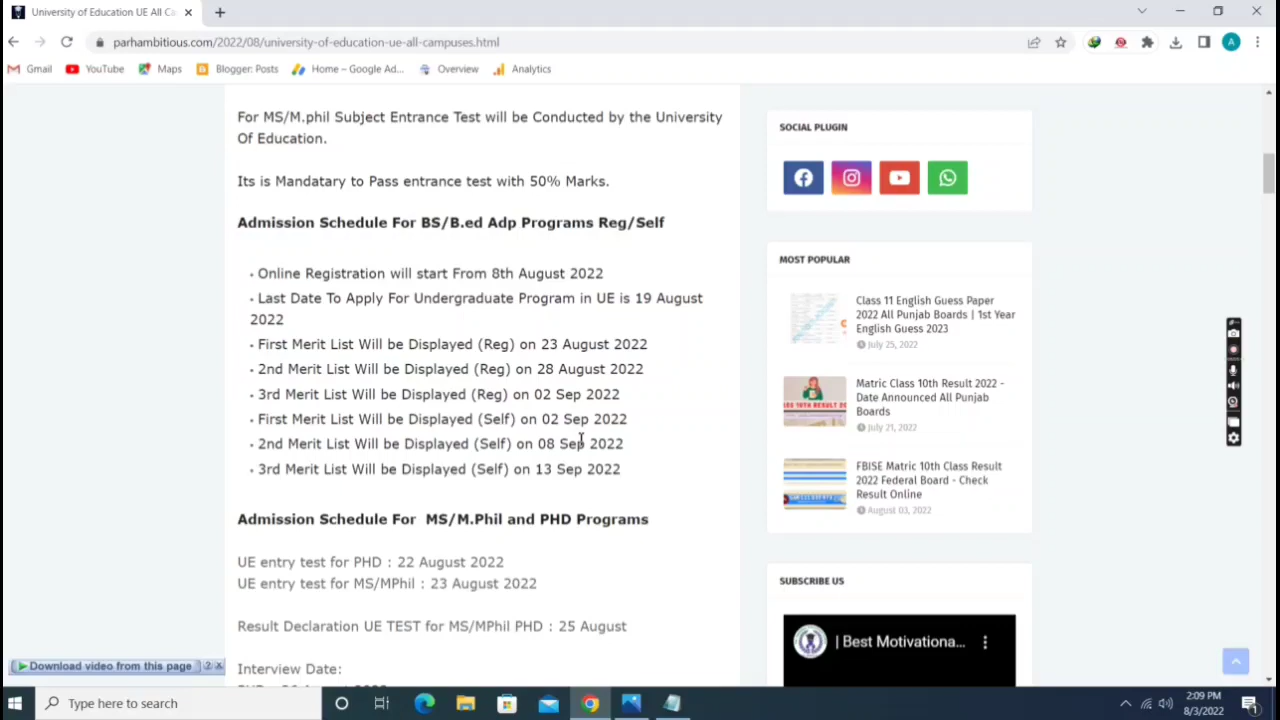 University of Education UE All Ca
parhambitious.com/2022/08/university-of-education-ue-all-campuses.html
A
Gmail
YouTube
Maps
Blogger: Posts
Home – Google Ad...
Overview
Analytics
For MS/M.phil Subject Entrance Test will be Conducted by the University
Of Education.
Its is Mandatary to Pass entrance test with 50% Marks.
Admission Schedule For BS/B.ed Adp Programs Reg/Self
• Online Registration will start From 8th August 2022
• Last Date To Apply For Undergraduate Program in UE is 19 August
2022
• First Merit List Will be Displayed (Reg) on 23 August 2022
• 2nd Merit List Will be Displayed (Reg) on 28 August 2022
• 3rd Merit List Will be Displayed (Reg) on 02 Sep 2022
• First Merit List Will be Displayed (Self) on 02 Sep 2022
• 2nd Merit List Will be Displayed (Self) on 08 Sep 2022
• 3rd Merit List Will be Displayed (Self) on 13 Sep 2022
Admission Schedule For MS/M.Phil and PHD Programs
UE entry test for PHD : 22 August 2022
UE entry test for MS/MPhil : 23 August 2022
Result Declaration UE TEST for MS/MPhil PHD : 25 August
Interview Date:
SOCIAL PLUGIN
MOST POPULAR
Class 11 English Guess Paper
2022 All Punjab Boards | 1st Year
English Guess 2023
July 25, 2022
Matric Class 10th Result 2022 -
Date Announced All Punjab
Boards
July 21, 2022
FBISE Matric 10th Class Result
2022 Federal Board - Check
Result Online
August 03, 2022
SUBSCRIBE US
| Best Motivationa...
Download video from this page
Type here to search
2:09 PM
8/3/2022
1